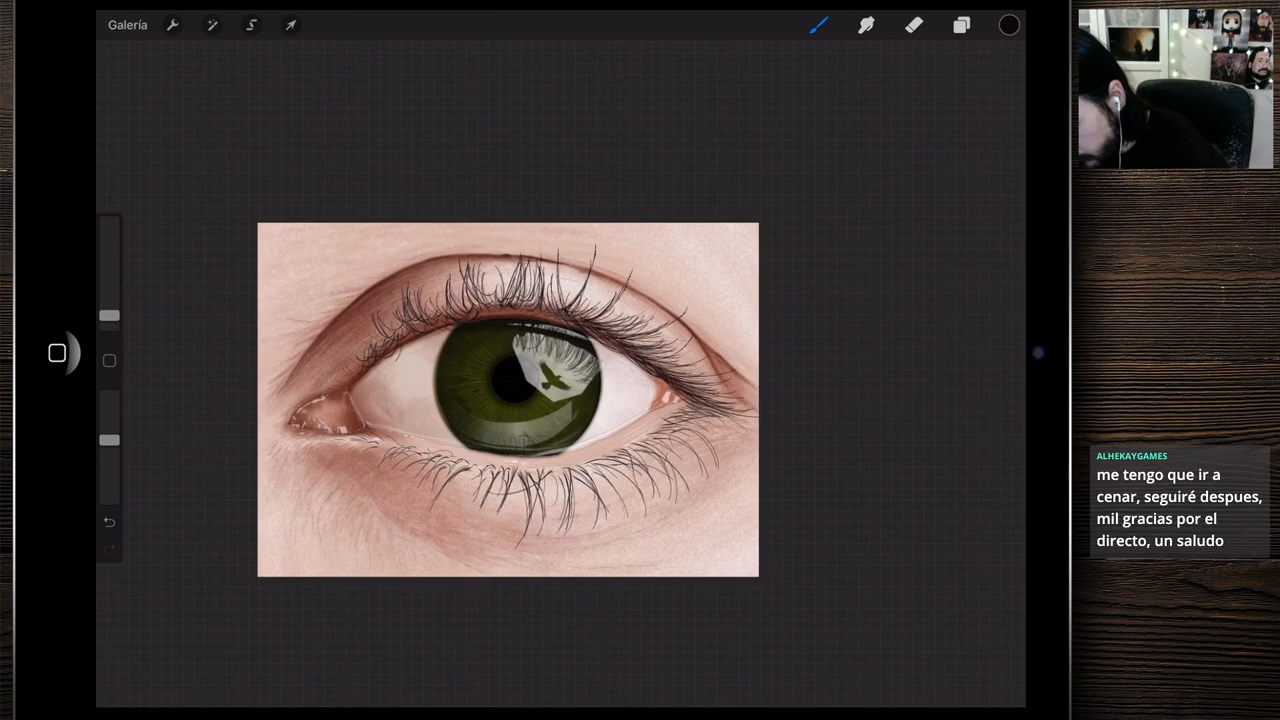 Galería
ALHEKAYGAMES
me tengo que ir a
cenar, seguiré despues,
mil gracias por el
directo, un saludo